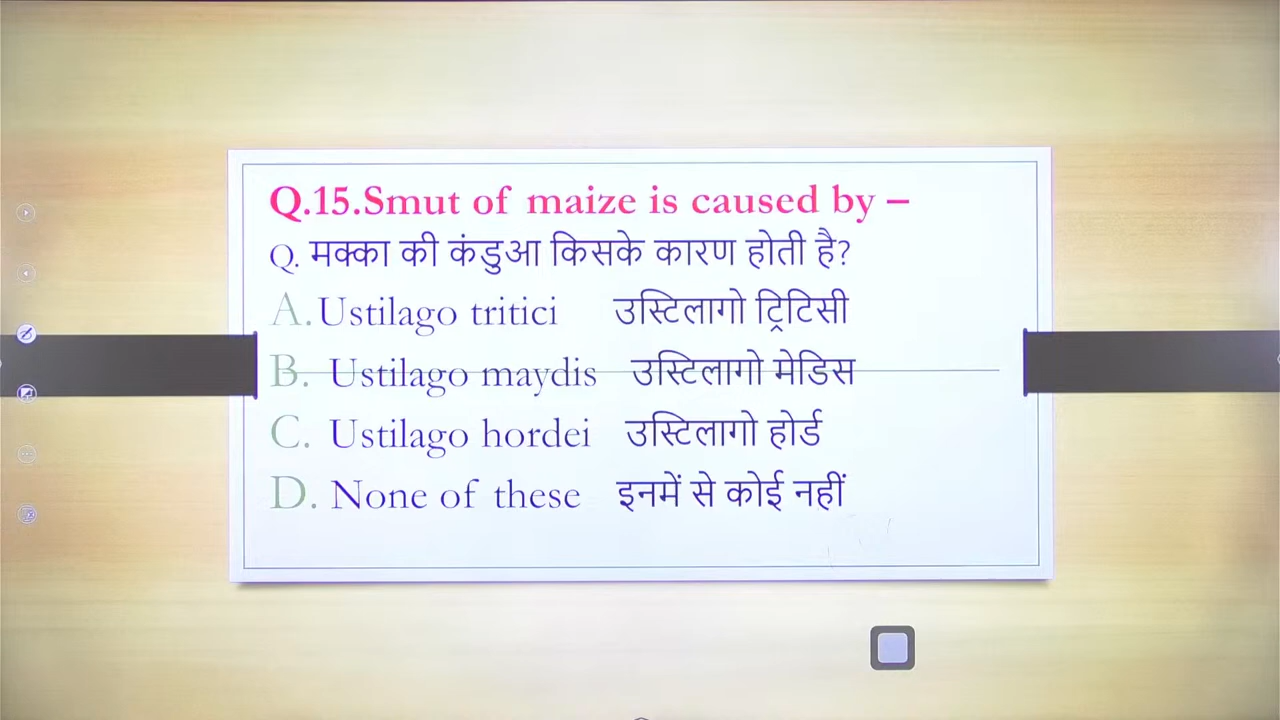 Q.15.Smut of maize is caused by –
Q. मक्का की कंडुआ किसके कारण होती है?
A. Ustilago tritici उस्टिलागो ट्रिटिसी
B. Ustilago maydis उस्टिलागो मेडिस
C. Ustilago hordei उस्टिलागो होर्ड
D. None of these इनमें से कोई नहीं